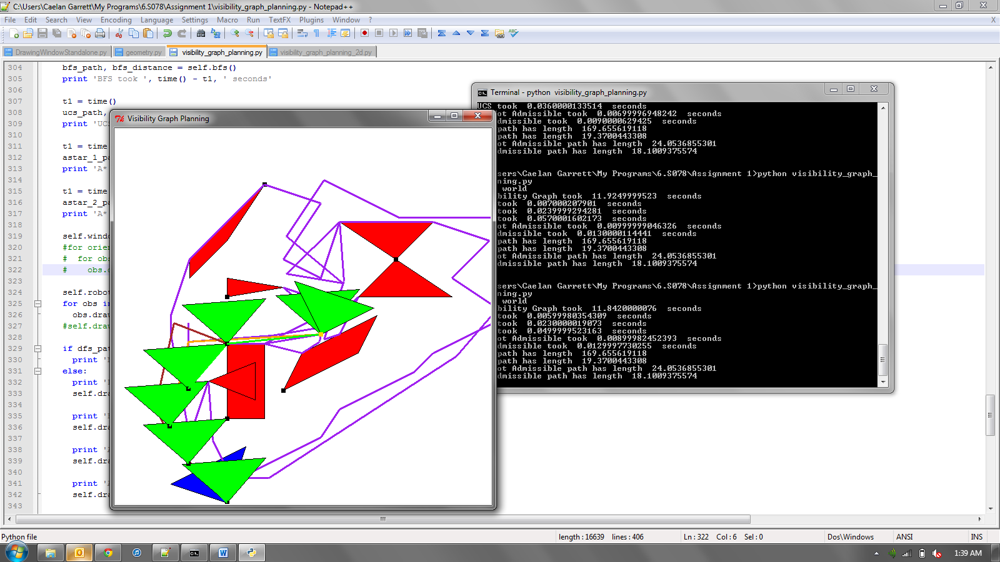 C:\Users\Caelan Garrett\My Programs\6.S078\Assignment 1\visibility_graph_planning.py - Notepad++
File Edit Search View Encoding Language Settings Macro Run TextFX Plugins Window ? X
DrawingWindowStandalone.py geometry.py visibility_graph_planning.py visibility_graph_planning_2d.py
304 bfs_path, bfs_distance = self.bfs()
305 print 'BFS took ', time() - t1, ' seconds'
306
307 t1 = time()
308 ucs_path,
309 print 'UCS
310
311 t1 = time
312 astar_1_pa
313 print 'A*
314
315 t1 = time
316 astar_2_pa
317 print 'A*
318
319 self.windo
320 #for orien
321 # for obs
322 # obs.d
323
324 self.robot
325 for obs in
326 obs.draw
327 #self.draw
328
329 if dfs_pat
330 print '
331 else:
332 print '
333 self.dra
334
335 print '
336 self.dra
337
338 print '
339 self.dra
340
341 print '
342 self.dra
343
Visibility Graph Planning
Terminal - python visibility_graph_planning.py
UCS took 0.0360000133514 seconds
ot Admissible took 0.00699996948242 seconds
dmissible took 0.0090000629425 seconds
path has length 169.655619118
path has length 19.3700443308
ot Admissible path has length 24.0536855301
dmissible path has length 18.1009375574
sers\Caelan Garrett\My Programs\6.S078\Assignment 1>python visibility_graph_
ning.py
world
bility Graph took 11.9249999523 seconds
took 0.007000207901 seconds
took 0.0239999294281 seconds
took 0.0570001602173 seconds
ot Admissible took 0.00999999046326 seconds
dmissible took 0.0130000114441 seconds
path has length 169.655619118
path has length 19.3700443308
ot Admissible path has length 24.0536855301
dmissible path has length 18.1009375574
sers\Caelan Garrett\My Programs\6.S078\Assignment 1>python visibility_graph_
ning.py
world
bility Graph took 11.8420000076 seconds
took 0.00599980354309 seconds
took 0.0230000019073 seconds
took 0.0499999523163 seconds
ot Admissible took 0.00899982452393 seconds
dmissible took 0.0129997730255 seconds
path has length 169.655619118
path has length 19.3700443308
ot Admissible path has length 24.0536855301
dmissible path has length 18.1009375574
Python file length : 16639 lines : 406 Ln : 322 Col : 6 Sel : 0 Dos\Windows ANSI INS
1:39 AM